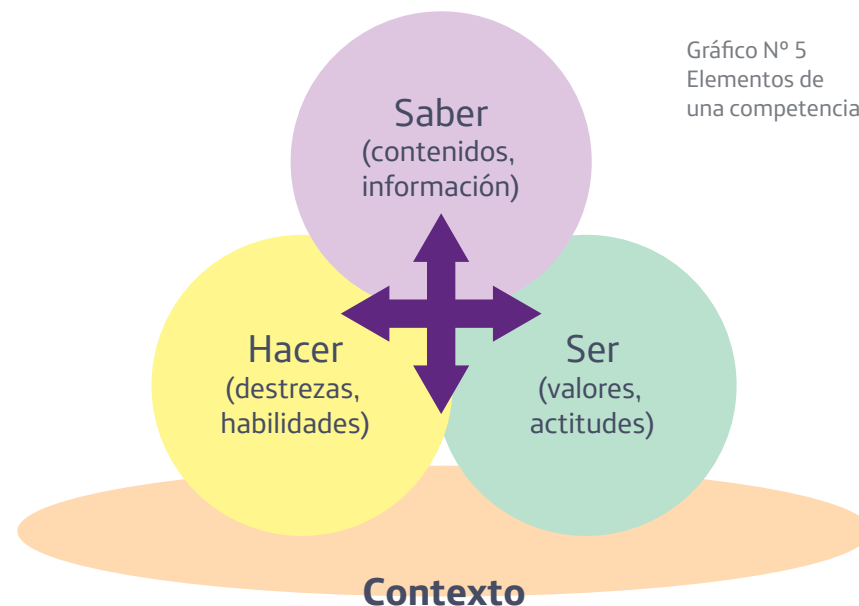 Gráfico Nº 5
Elementos de
una competencia
Saber
(contenidos,
información)
Hacer
(destrezas,
habilidades)
Ser
(valores,
actitudes)
Contexto